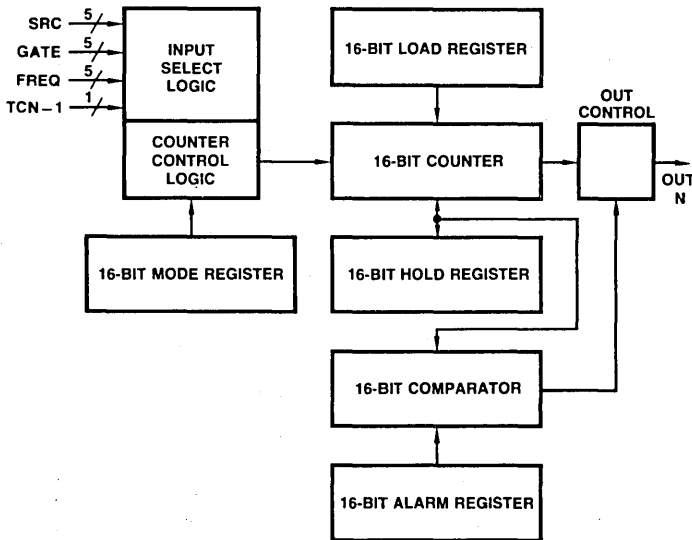 SRC 5
GATE 5
FREQ 5
TCN–1 1
INPUT
SELECT
LOGIC
COUNTER
CONTROL
LOGIC
16-BIT MODE REGISTER
16-BIT LOAD REGISTER
16-BIT COUNTER
16-BIT HOLD REGISTER
16-BIT COMPARATOR
16-BIT ALARM REGISTER
OUT
CONTROL
OUT
N